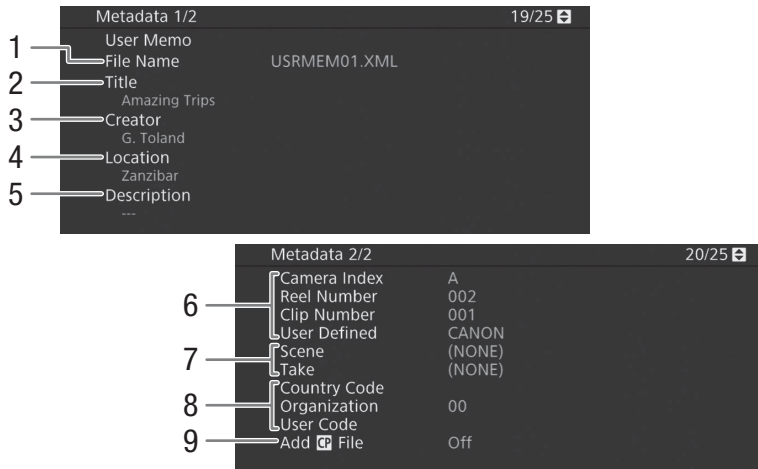 Metadata 1/2 19/25
User Memo
1 File Name USRMEM01.XML
2 Title
Amazing Trips
3 Creator
G. Toland
4 Location
Zanzibar
5 Description
---
Metadata 2/2 20/25
6 Camera Index A
Reel Number 002
Clip Number 001
User Defined CANON
7 Scene (NONE)
Take (NONE)
8 Country Code
Organization 00
User Code
9 Add CP File Off